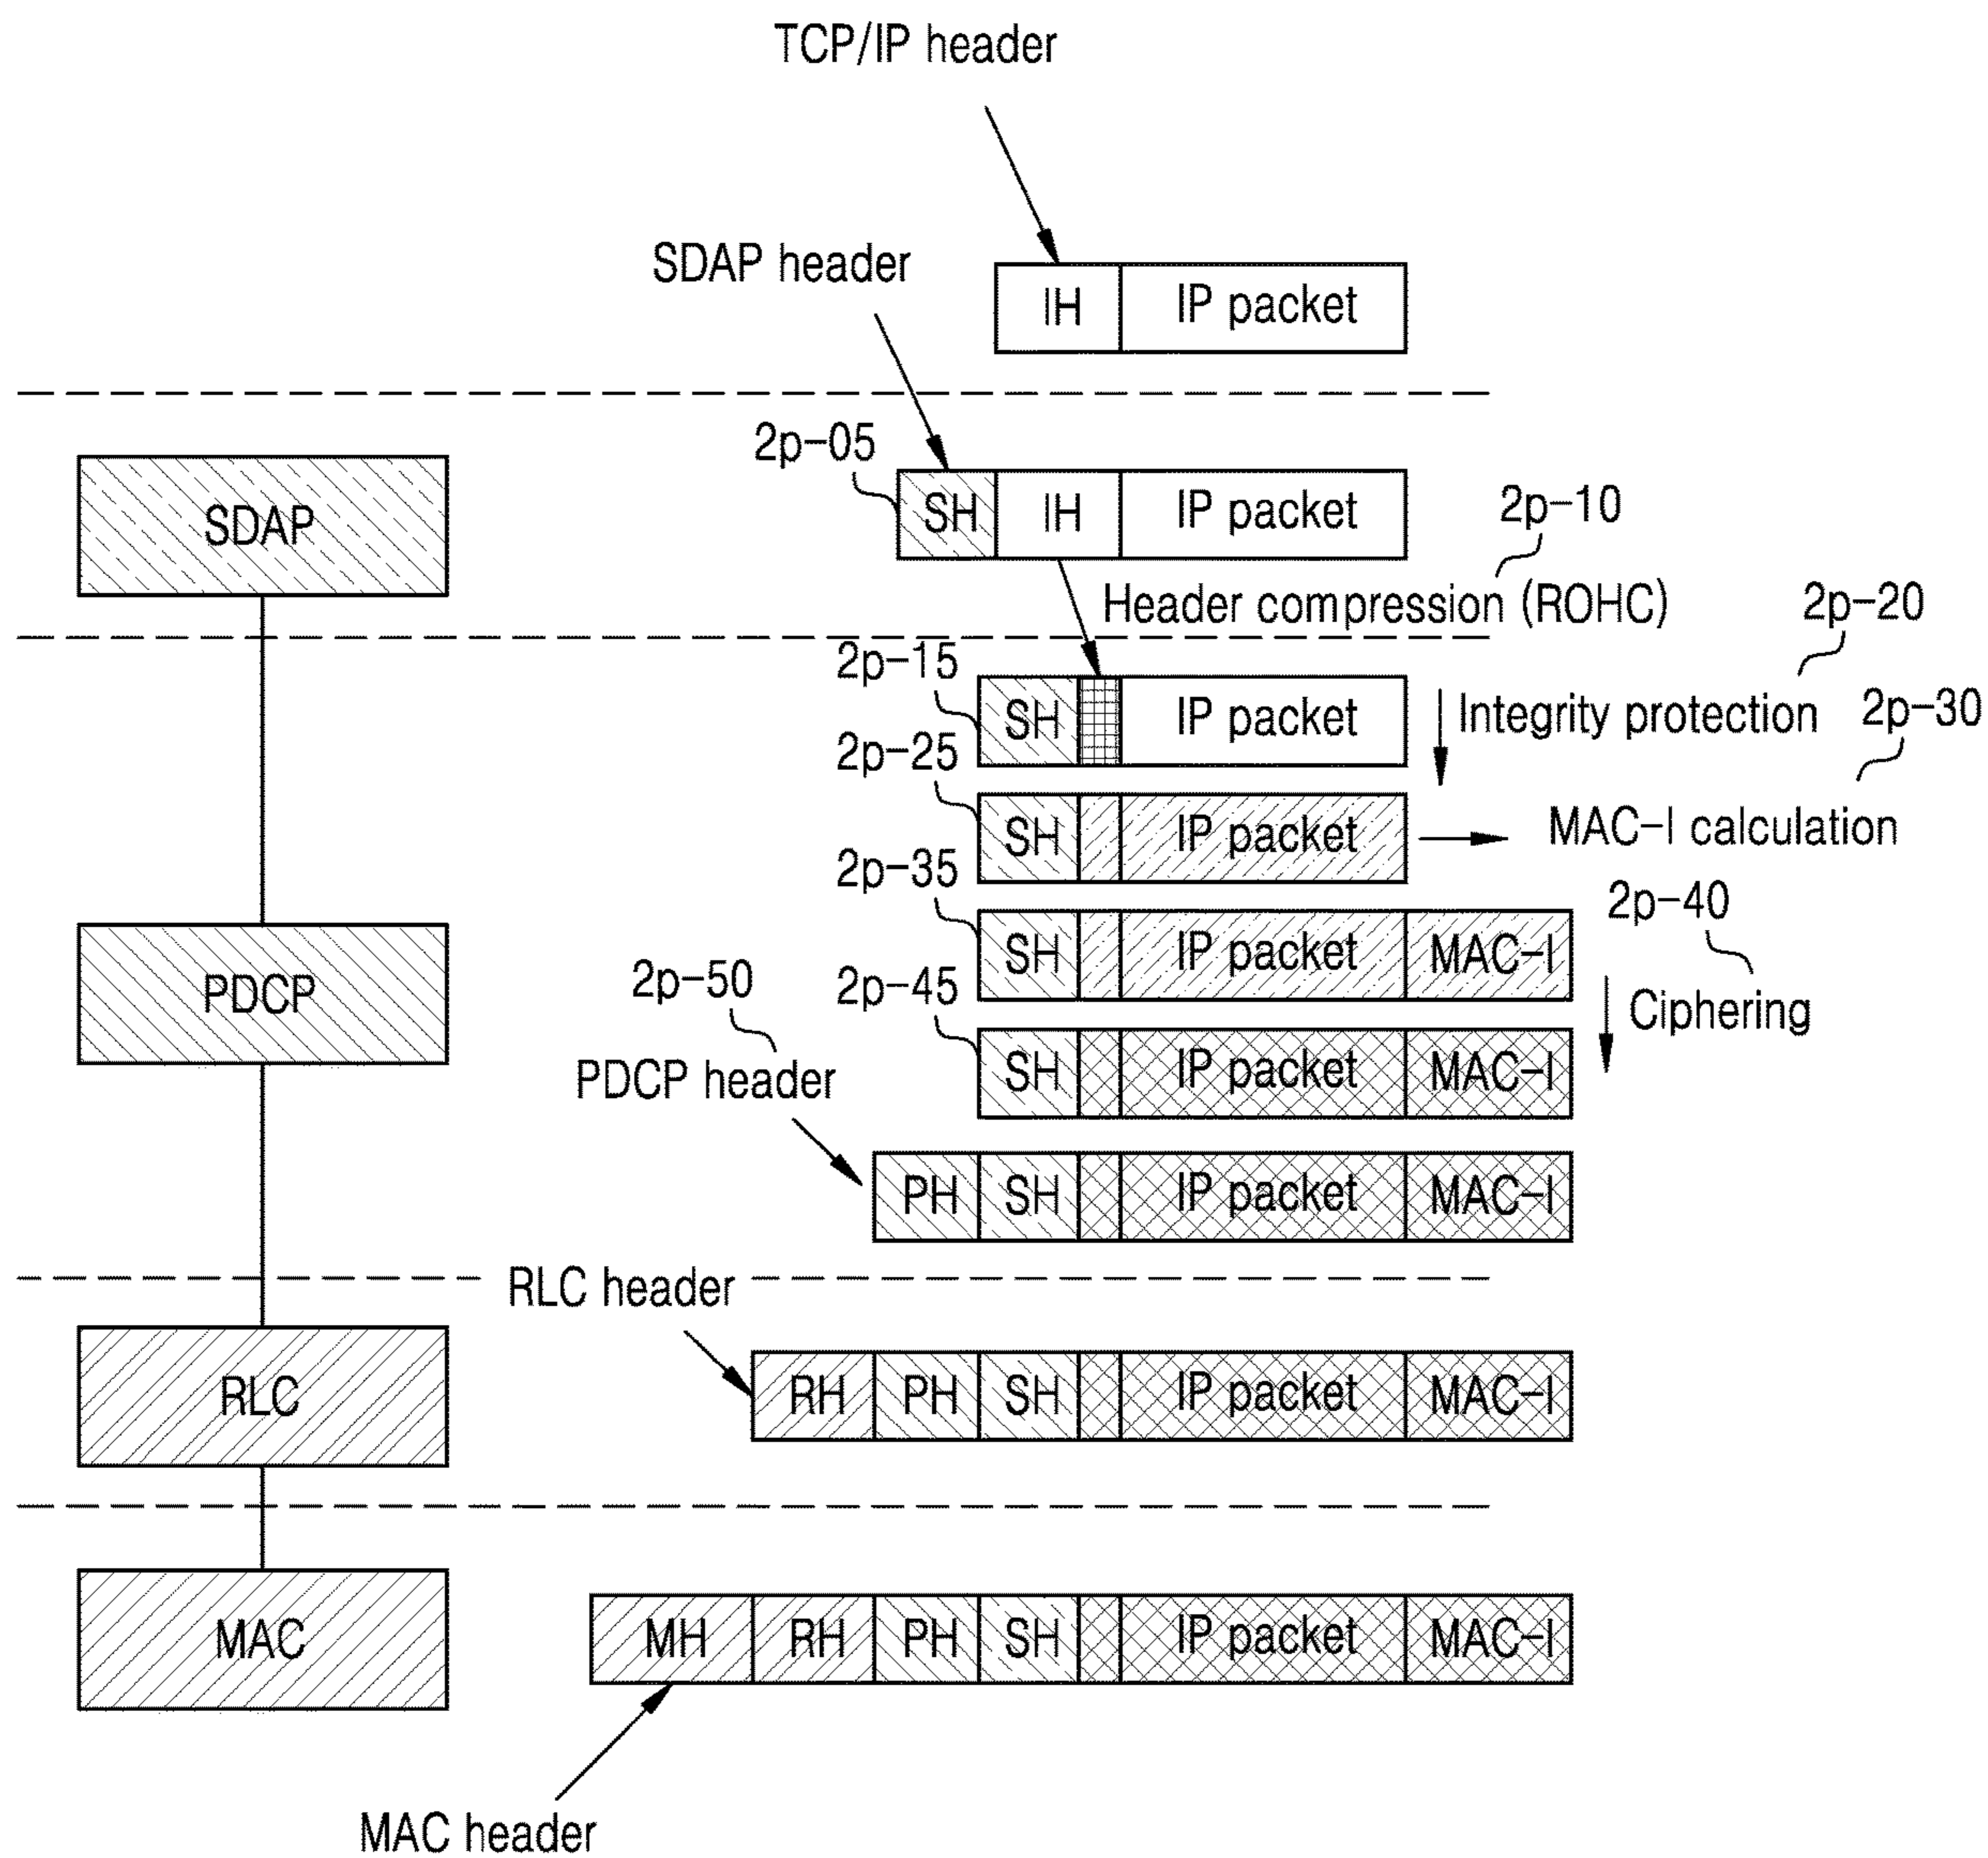 TCP/IP header
SDAP header
IH IP packet
2p-05
SDAP
SH IH IP packet
2p-10
Header compression (ROHC)
2p-20
2p-15
SH IP packet
Integrity protection
2p-30
2p-25
SH IP packet
MAC-I calculation
2p-35
2p-40
PDCP
SH IP packet MAC-I
2p-50
2p-45
Ciphering
PDCP header
SH IP packet MAC-I
PH SH IP packet MAC-I
RLC header
RLC
RH PH SH IP packet MAC-I
MAC
MH RH PH SH IP packet MAC-I
MAC header